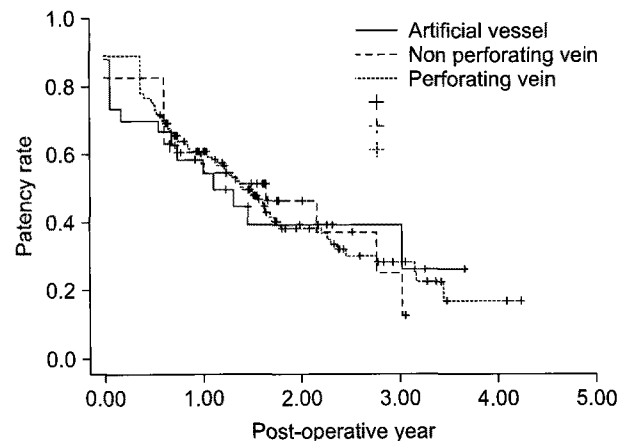 1.0
0.8
0.6
0.4
0.2
0.0
Patency rate
Artificial vessel
Non perforating vein
Perforating vein
0.00 1.00 2.00 3.00 4.00 5.00
Post-operative year